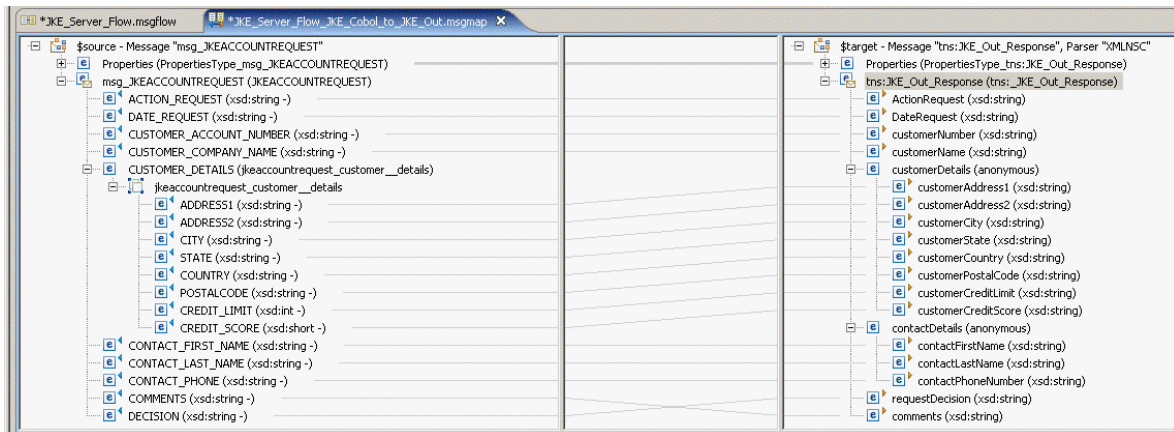 *JKE_Server_Flow.msgflow
*JKE_Server_Flow_JKE_Cobol_to_JKE_Out.msgmap
$source - Message "msg_JKEACCOUNTREQUEST"
Properties (PropertiesType_msg_JKEACCOUNTREQUEST)
msg_JKEACCOUNTREQUEST (JKEACCOUNTREQUEST)
ACTION_REQUEST (xsd:string -)
DATE_REQUEST (xsd:string -)
CUSTOMER_ACCOUNT_NUMBER (xsd:string -)
CUSTOMER_COMPANY_NAME (xsd:string -)
CUSTOMER_DETAILS (jkeaccountrequest_customer__details)
jkeaccountrequest_customer__details
ADDRESS1 (xsd:string -)
ADDRESS2 (xsd:string -)
CITY (xsd:string -)
STATE (xsd:string -)
COUNTRY (xsd:string -)
POSTALCODE (xsd:string -)
CREDIT_LIMIT (xsd:int -)
CREDIT_SCORE (xsd:short -)
CONTACT_FIRST_NAME (xsd:string -)
CONTACT_LAST_NAME (xsd:string -)
CONTACT_PHONE (xsd:string -)
COMMENTS (xsd:string -)
DECISION (xsd:string -)
$target - Message "tns:JKE_Out_Response", Parser "XMLNSC"
Properties (PropertiesType_tns:JKE_Out_Response)
tns:JKE_Out_Response (tns:_JKE_Out_Response)
ActionRequest (xsd:string)
DateRequest (xsd:string)
customerNumber (xsd:string)
customerName (xsd:string)
customerDetails (anonymous)
customerAddress1 (xsd:string)
customerAddress2 (xsd:string)
customerCity (xsd:string)
customerState (xsd:string)
customerCountry (xsd:string)
customerPostalCode (xsd:string)
customerCreditLimit (xsd:string)
customerCreditScore (xsd:string)
contactDetails (anonymous)
contactFirstName (xsd:string)
contactLastName (xsd:string)
contactPhoneNumber (xsd:string)
requestDecision (xsd:string)
comments (xsd:string)